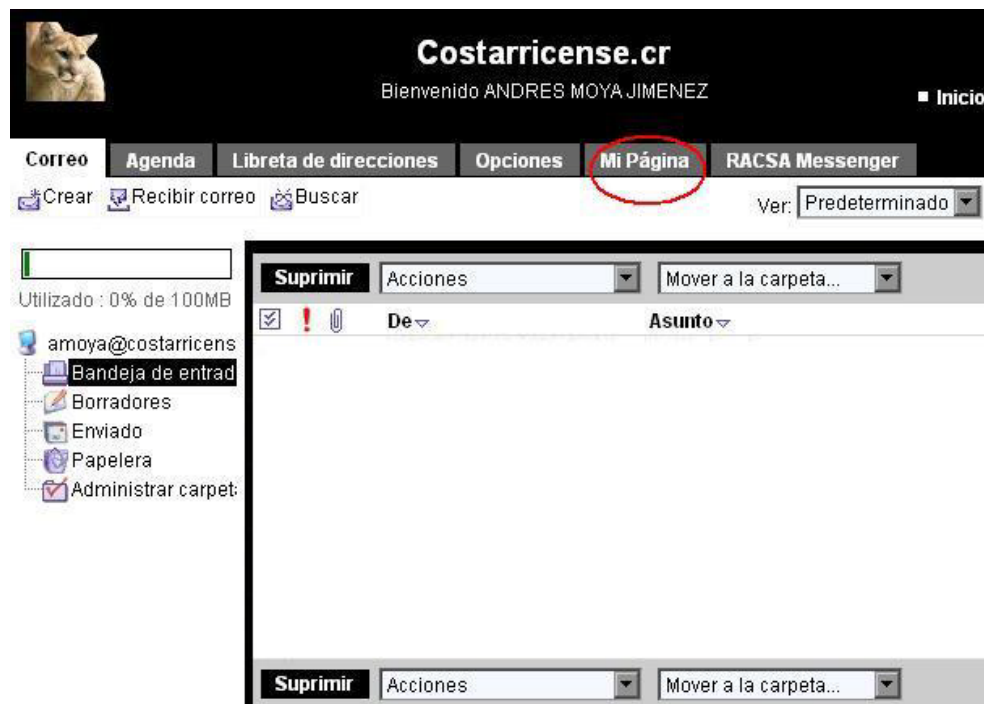 Costarricense.cr
Bienvenido ANDRES MOYA JIMENEZ
Inicio
Correo Agenda Libreta de direcciones Opciones Mi Página RACSA Messenger
Crear Recibir correo Buscar Ver: Predeterminado
Suprimir Acciones Mover a la carpeta...
Utilizado : 0% de 100MB
De Asunto
amoya@costarricens
Bandeja de entrad
Borradores
Enviado
Papelera
Administrar carpet
Suprimir Acciones Mover a la carpeta...